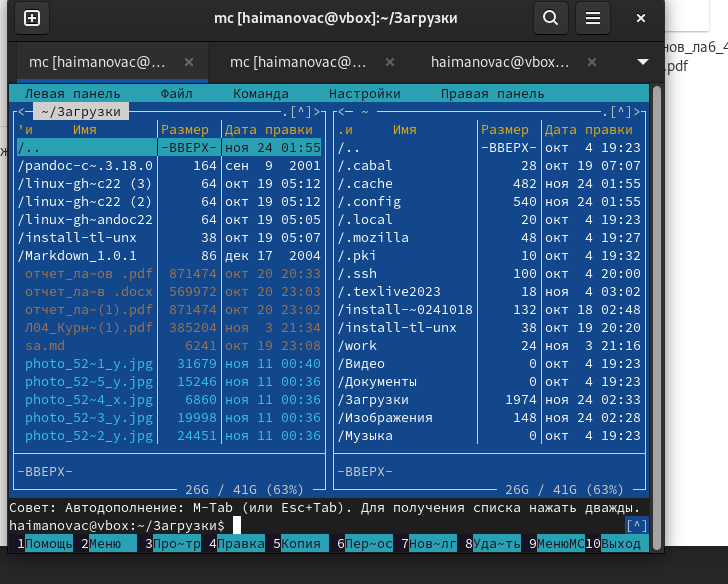 mc [haimanovac@vbox]:~/Загрузки
нов_лаб_4
.pdf
mc [haimanovac@... mc [haimanovac@... haimanovac@vbox...
Левая панель Файл Команда Настройки Правая панель
<─ ~/Загрузки ─.[^]> <─ ~ ─.[^]>
'и Имя Размер Дата правки .и Имя Размер Дата правки
/.. -ВВЕРХ- ноя 24 01:55 /.. -ВВЕРХ- окт 4 19:23
/pandoc-c~.3.18.0 164 сен 9 2001 /.cabal 28 окт 19 07:07
/linux-gh~c22 (3) 64 окт 19 05:12 /.cache 482 ноя 24 01:55
/linux-gh~c22 (2) 64 окт 19 05:12 /.config 540 ноя 24 01:55
/linux-gh~andoc22 64 окт 19 05:05 /.local 20 окт 4 19:23
/install-tl-unx 38 окт 19 05:07 /.mozilla 48 окт 4 19:27
/Markdown_1.0.1 86 дек 17 2004 /.pki 10 окт 4 19:32
отчет_ла~ов .pdf 871474 окт 20 20:33 /.ssh 100 окт 4 20:00
отчет_ла~в .docx 569972 окт 20 23:03 /.texlive2023 18 ноя 4 03:02
отчет_ла~(1).pdf 871474 окт 20 23:02 /install-~0241018 132 окт 18 02:48
Л04_Курн~(1).pdf 385204 ноя 3 21:34 /install-tl-unx 38 окт 19 20:20
sa.md 6241 окт 19 23:08 /work 24 ноя 3 21:16
photo_52~1_y.jpg 31679 ноя 11 00:40 /Видео 0 окт 4 19:23
photo_52~5_y.jpg 15246 ноя 11 00:36 /Документы 0 окт 4 19:23
photo_52~4_x.jpg 6860 ноя 11 00:36 /Загрузки 1974 ноя 24 02:33
photo_52~3_y.jpg 19998 ноя 11 00:36 /Изображения 148 ноя 24 02:28
photo_52~2_y.jpg 24451 ноя 11 00:36 /Музыка 0 окт 4 19:23
-ВВЕРХ- -ВВЕРХ-
26G / 41G (63%) 26G / 41G (63%)
Совет: Автодополнение: M-Tab (или Esc+Tab). Для получения списка нажать дважды.
haimanovac@vbox:~/Загрузки$ [^]
1Помощь 2Меню 3Про~тр 4Правка 5Копия 6Пер~ос 7Нов~лг 8Уда~ть 9МенюMC 10Выход